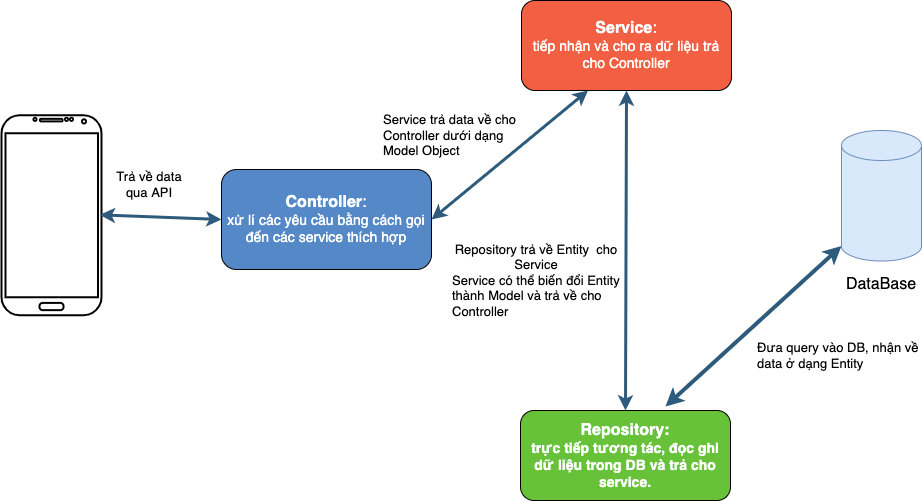 Service:
tiếp nhận và cho ra dữ liệu trả
cho Controller
Service trả data về cho
Controller dưới dạng
Model Object
Trả về data
qua API
Controller:
xử lí các yêu cầu bằng cách gọi
đến các service thích hợp
Repository trả về Entity cho
Service
Service có thể biến đổi Entity
thành Model và trả về cho
Controller
DataBase
Đưa query vào DB, nhận về
data ở dạng Entity
Repository:
trực tiếp tương tác, đọc ghi
dữ liệu trong DB và trả cho
service.